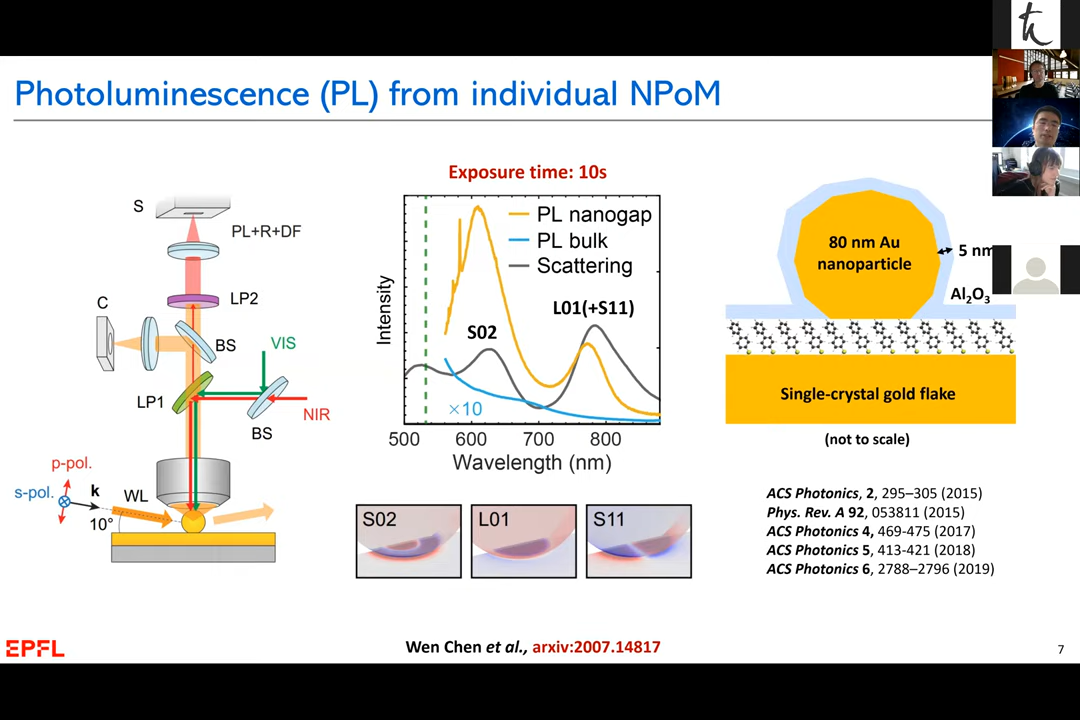 Photoluminescence (PL) from individual NPoM
S
PL+R+DF
LP2
C
BS
VIS
LP1
BS
NIR
p-pol.
s-pol.
k
WL
10°
Exposure time: 10s
PL nanogap
PL bulk
Scattering
L01(+S11)
S02
Intensity
×10
500 600 700 800
Wavelength (nm)
S02
L01
S11
80 nm Au
nanoparticle
5 nm
Al₂O₃
Single-crystal gold flake
(not to scale)
ACS Photonics, 2, 295–305 (2015)
Phys. Rev. A 92, 053811 (2015)
ACS Photonics 4, 469-475 (2017)
ACS Photonics 5, 413-421 (2018)
ACS Photonics 6, 2788–2796 (2019)
EPFL
Wen Chen et al., arxiv:2007.14817
7